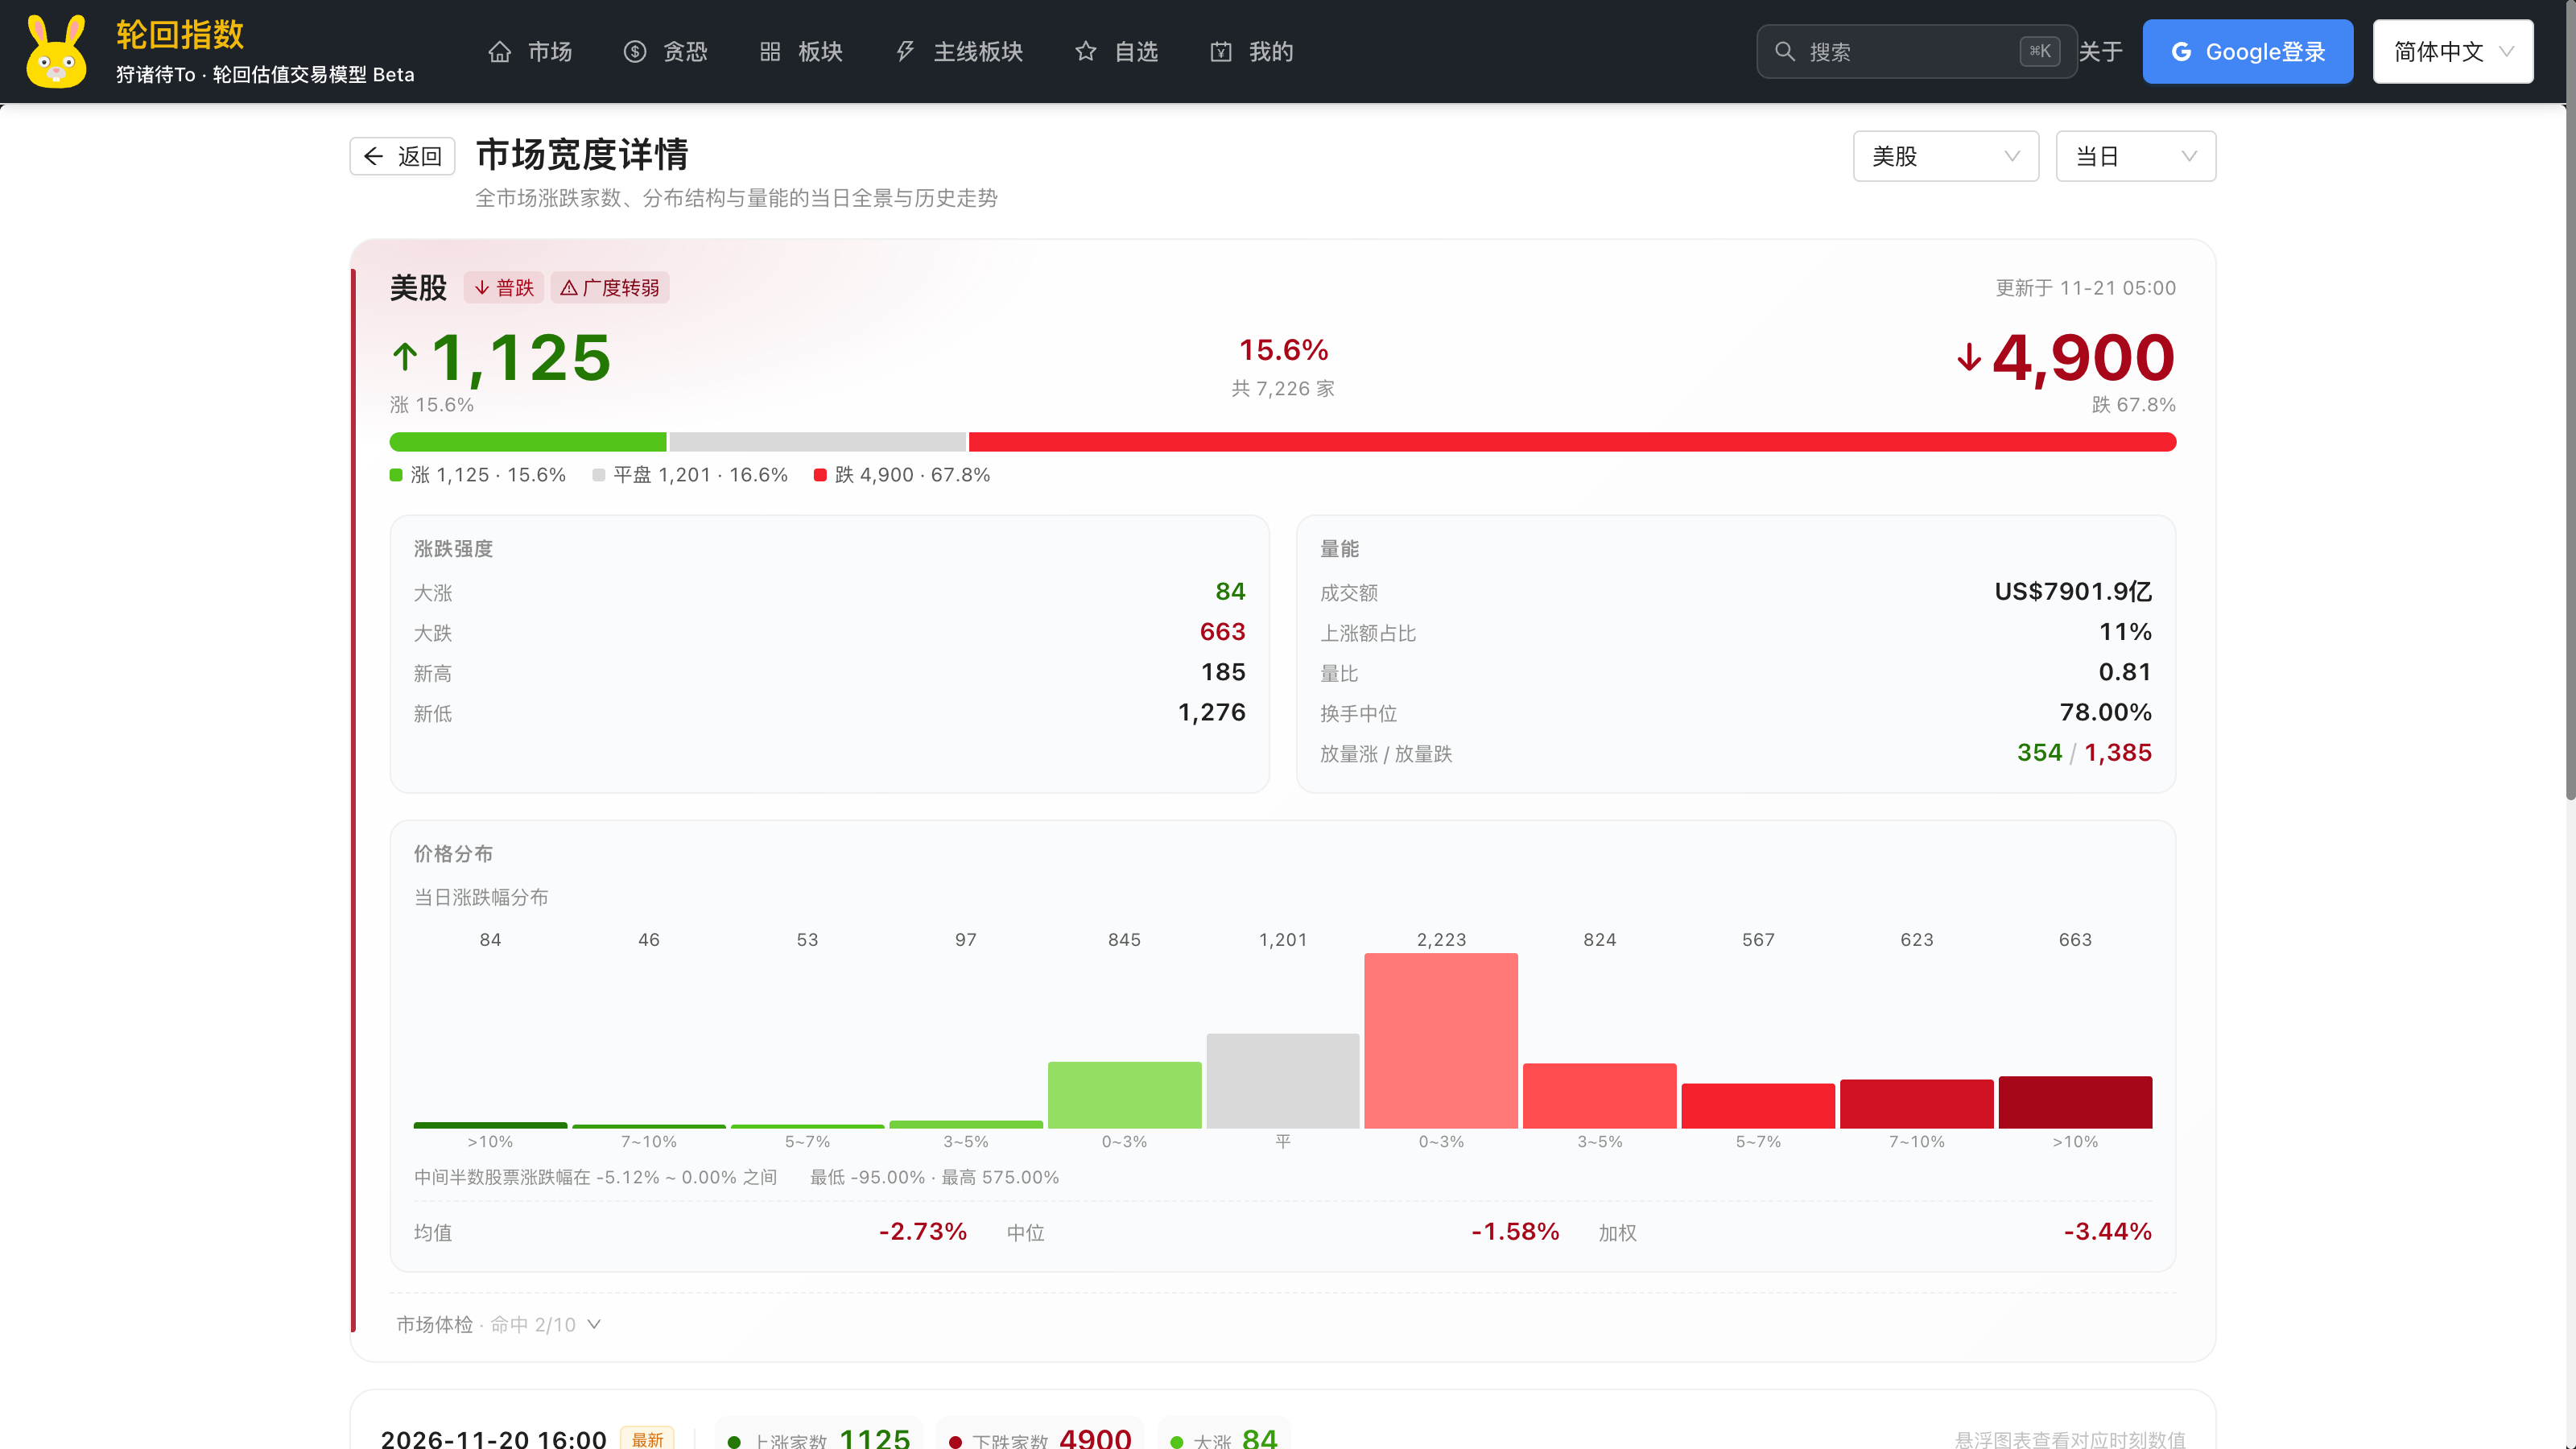 轮回指数
狩诸待To · 轮回估值交易模型 Beta
市场 贪恐 板块 主线板块 自选 我的
搜索 ⌘K 关于 Google登录 简体中文
返回 市场宽度详情
全市场涨跌家数、分布结构与量能的当日全景与历史走势
美股 当日
美股 普跌 广度转弱 更新于 11-21 05:00
1,125 15.6% 4,900
涨 15.6% 共 7,226 家 跌 67.8%
涨 1,125 · 15.6% 平盘 1,201 · 16.6% 跌 4,900 · 67.8%
涨跌强度
大涨 84
大跌 663
新高 185
新低 1,276
量能
成交额 US$7901.9亿
上涨额占比 11%
量比 0.81
换手中位 78.00%
放量涨 / 放量跌 354 / 1,385
价格分布
当日涨跌幅分布
84 46 53 97 845 1,201 2,223 824 567 623 663
>10% 7~10% 5~7% 3~5% 0~3% 平 0~3% 3~5% 5~7% 7~10% >10%
中间半数股票涨跌幅在 -5.12% ~ 0.00% 之间 最低 -95.00% · 最高 575.00%
均值 -2.73% 中位 -1.58% 加权 -3.44%
市场体检 · 命中 2/10
2026-11-20 16:00 最新 上涨家数 1125 下跌家数 4900 大涨 84 悬浮图表查看对应时刻数值